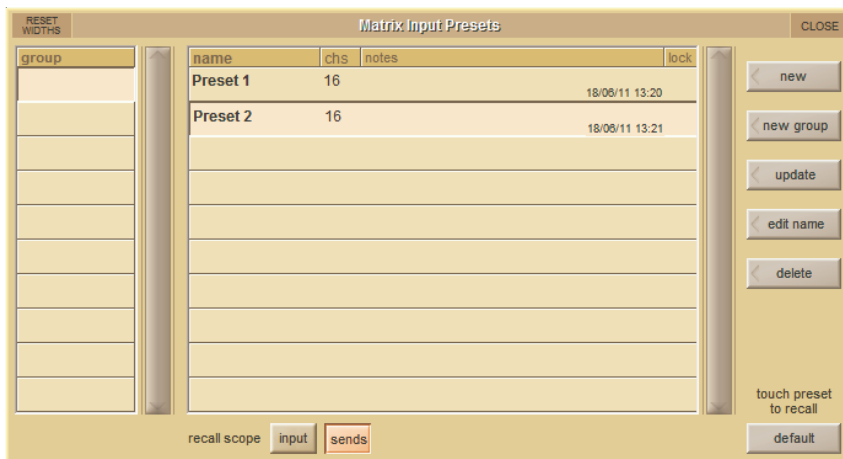 RESET
WIDTHS
Matrix Input Presets
CLOSE
group
name chs notes lock
Preset 1 16 18/06/11 13:20
Preset 2 16 18/06/11 13:21
new
new group
update
edit name
delete
touch preset
to recall
recall scope input sends
default